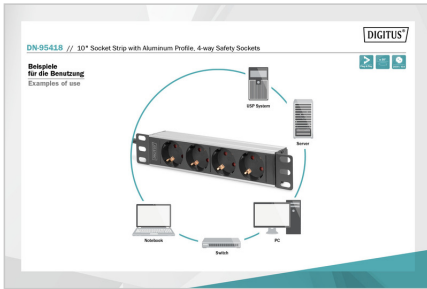 DIGITUS®
DN-95418 // 10" Socket Strip with Aluminum Profile, 4-way Safety Sockets
Beispiele
für die Benutzung
Examples of use
USP System
Server
Notebook
Switch
PC